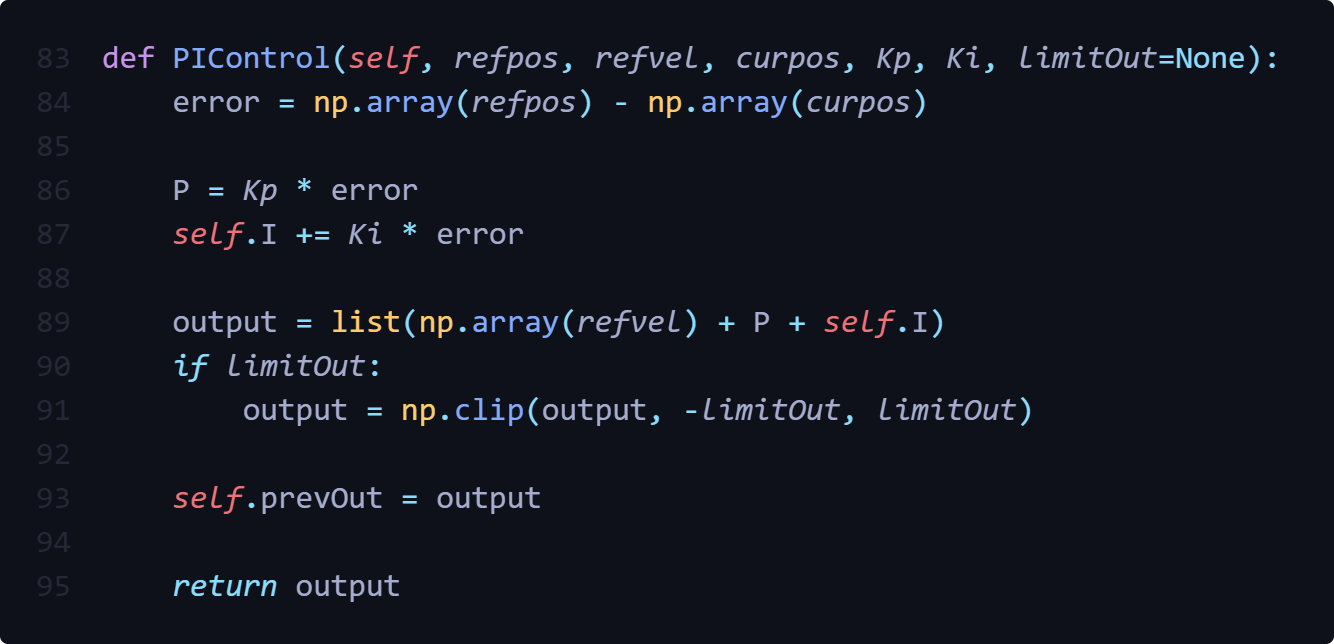 83 def PIControl(self, refpos, refvel, curpos, Kp, Ki, limitOut=None):
84     error = np.array(refpos) - np.array(curpos)
85
86     P = Kp * error
87     self.I += Ki * error
88
89     output = list(np.array(refvel) + P + self.I)
90     if limitOut:
91         output = np.clip(output, -limitOut, limitOut)
92
93     self.prevOut = output
94
95     return output